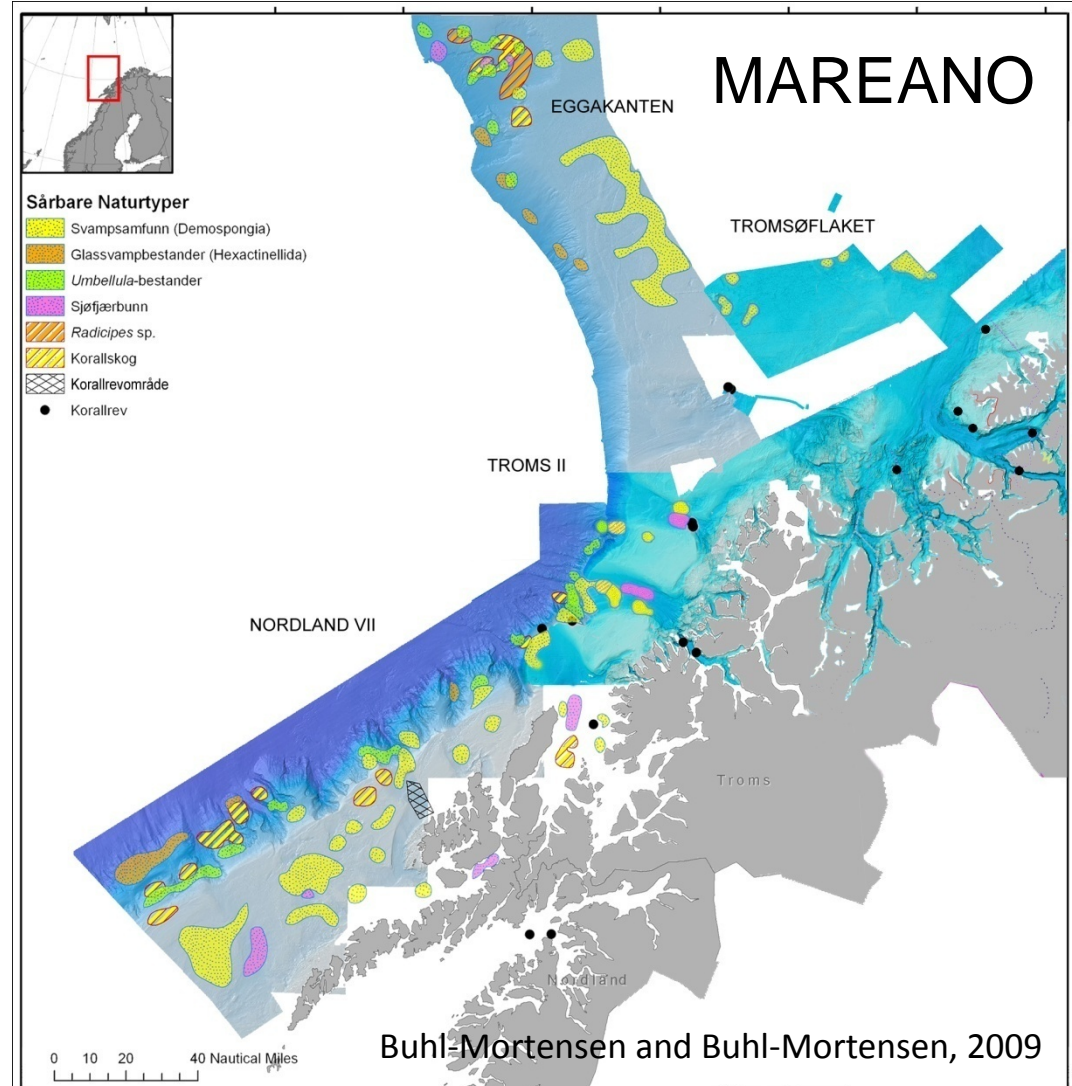 MAREANO
EGGAKANTEN
TROMSØFLAKET
Sårbare Naturtyper
Svampsamfunn (Demospongia)
Glassvampbestander (Hexactinellida)
Umbellula-bestander
Sjøfjærbunn
Radicipes sp.
Korallskog
Korallrevområde
Korallrev
TROMS II
NORDLAND VII
Troms
Nordland
0 10 20 40 Nautical Miles
Buhl-Mortensen and Buhl-Mortensen, 2009